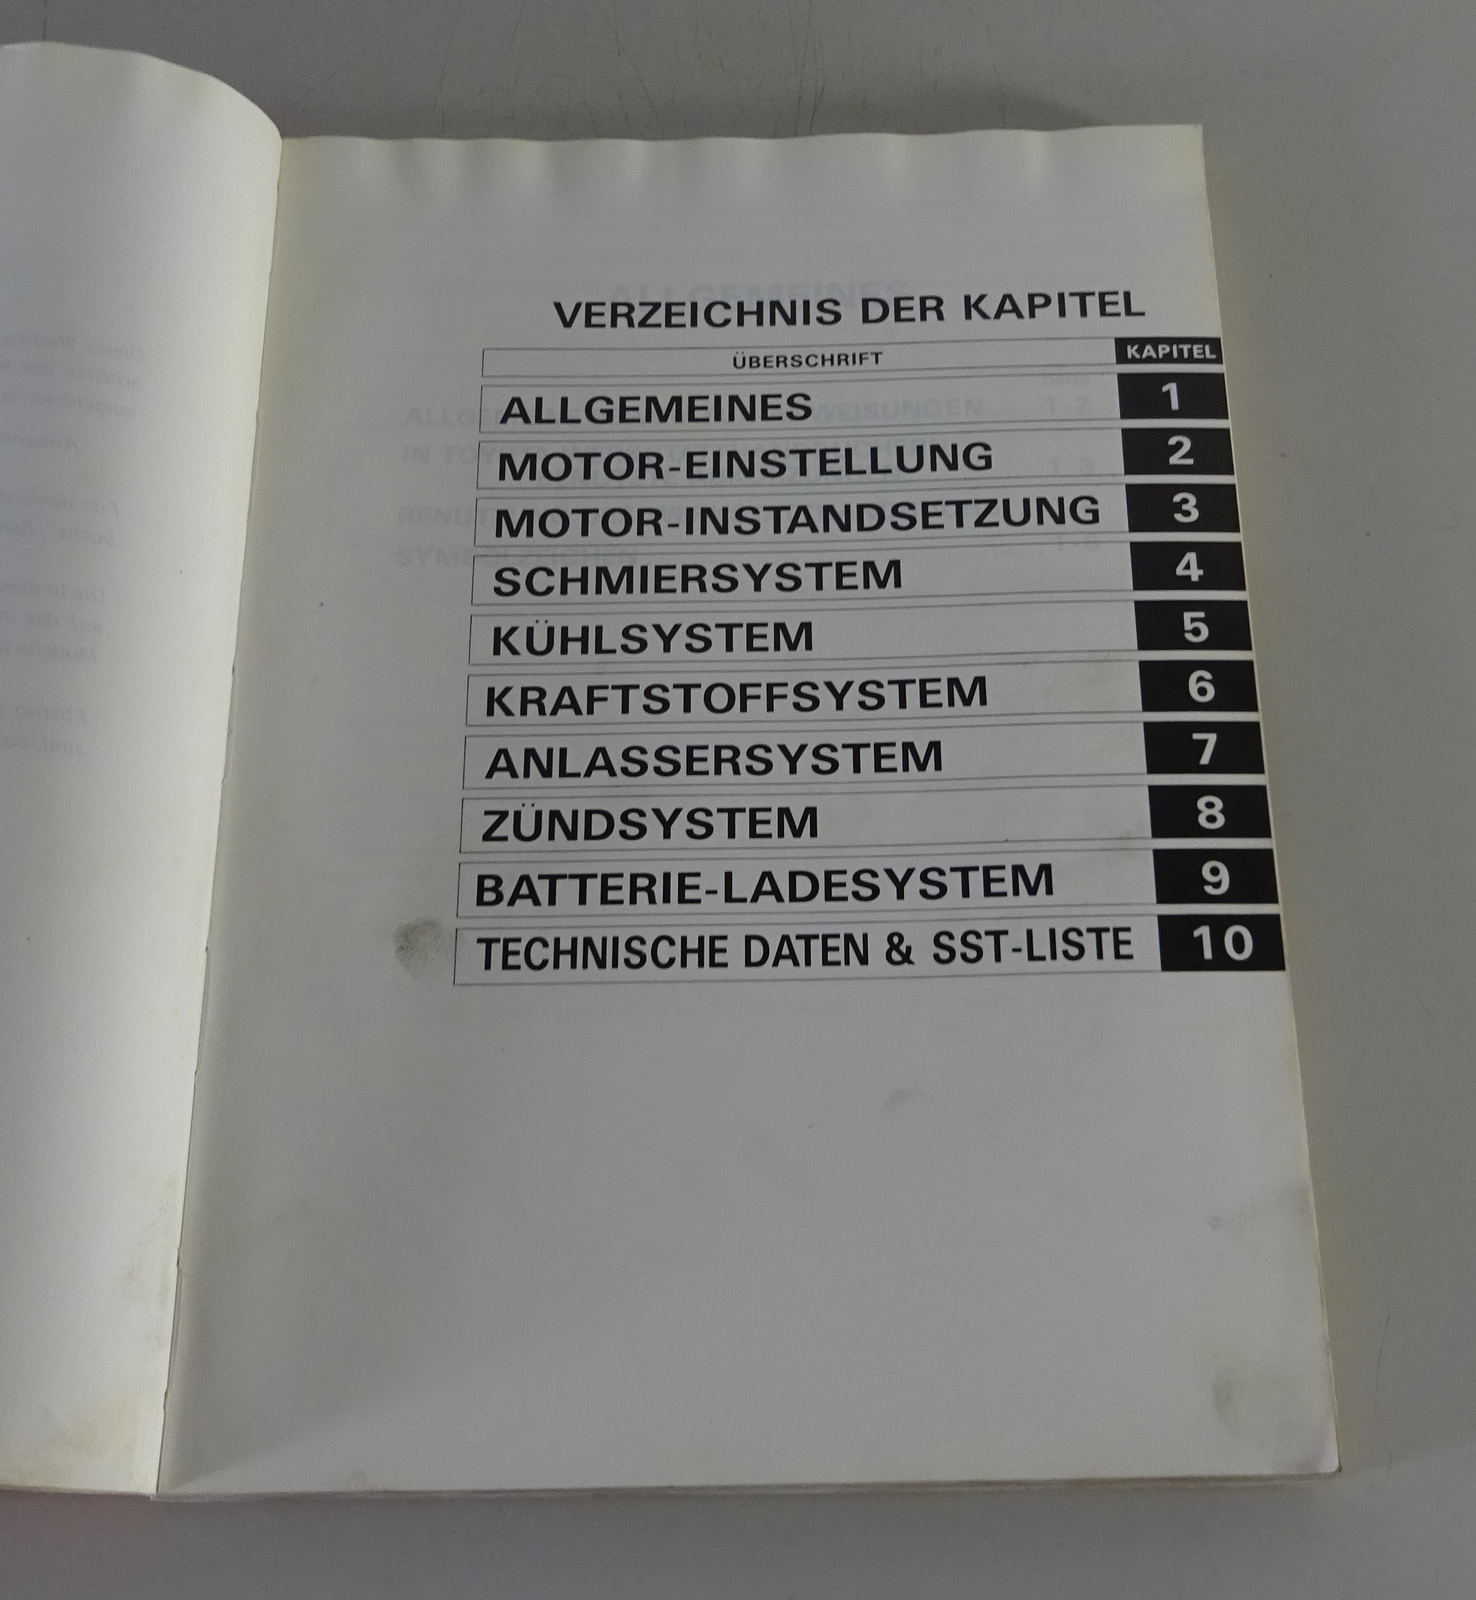 VERZEICHNIS DER KAPITEL
ÜBERSCHRIFT KAPITEL
ALLGEMEINES 1
MOTOR-EINSTELLUNG 2
MOTOR-INSTANDSETZUNG 3
SCHMIERSYSTEM 4
KÜHLSYSTEM 5
KRAFTSTOFFSYSTEM 6
ANLASSERSYSTEM 7
ZÜNDSYSTEM 8
BATTERIE-LADESYSTEM 9
TECHNISCHE DATEN & SST-LISTE 10